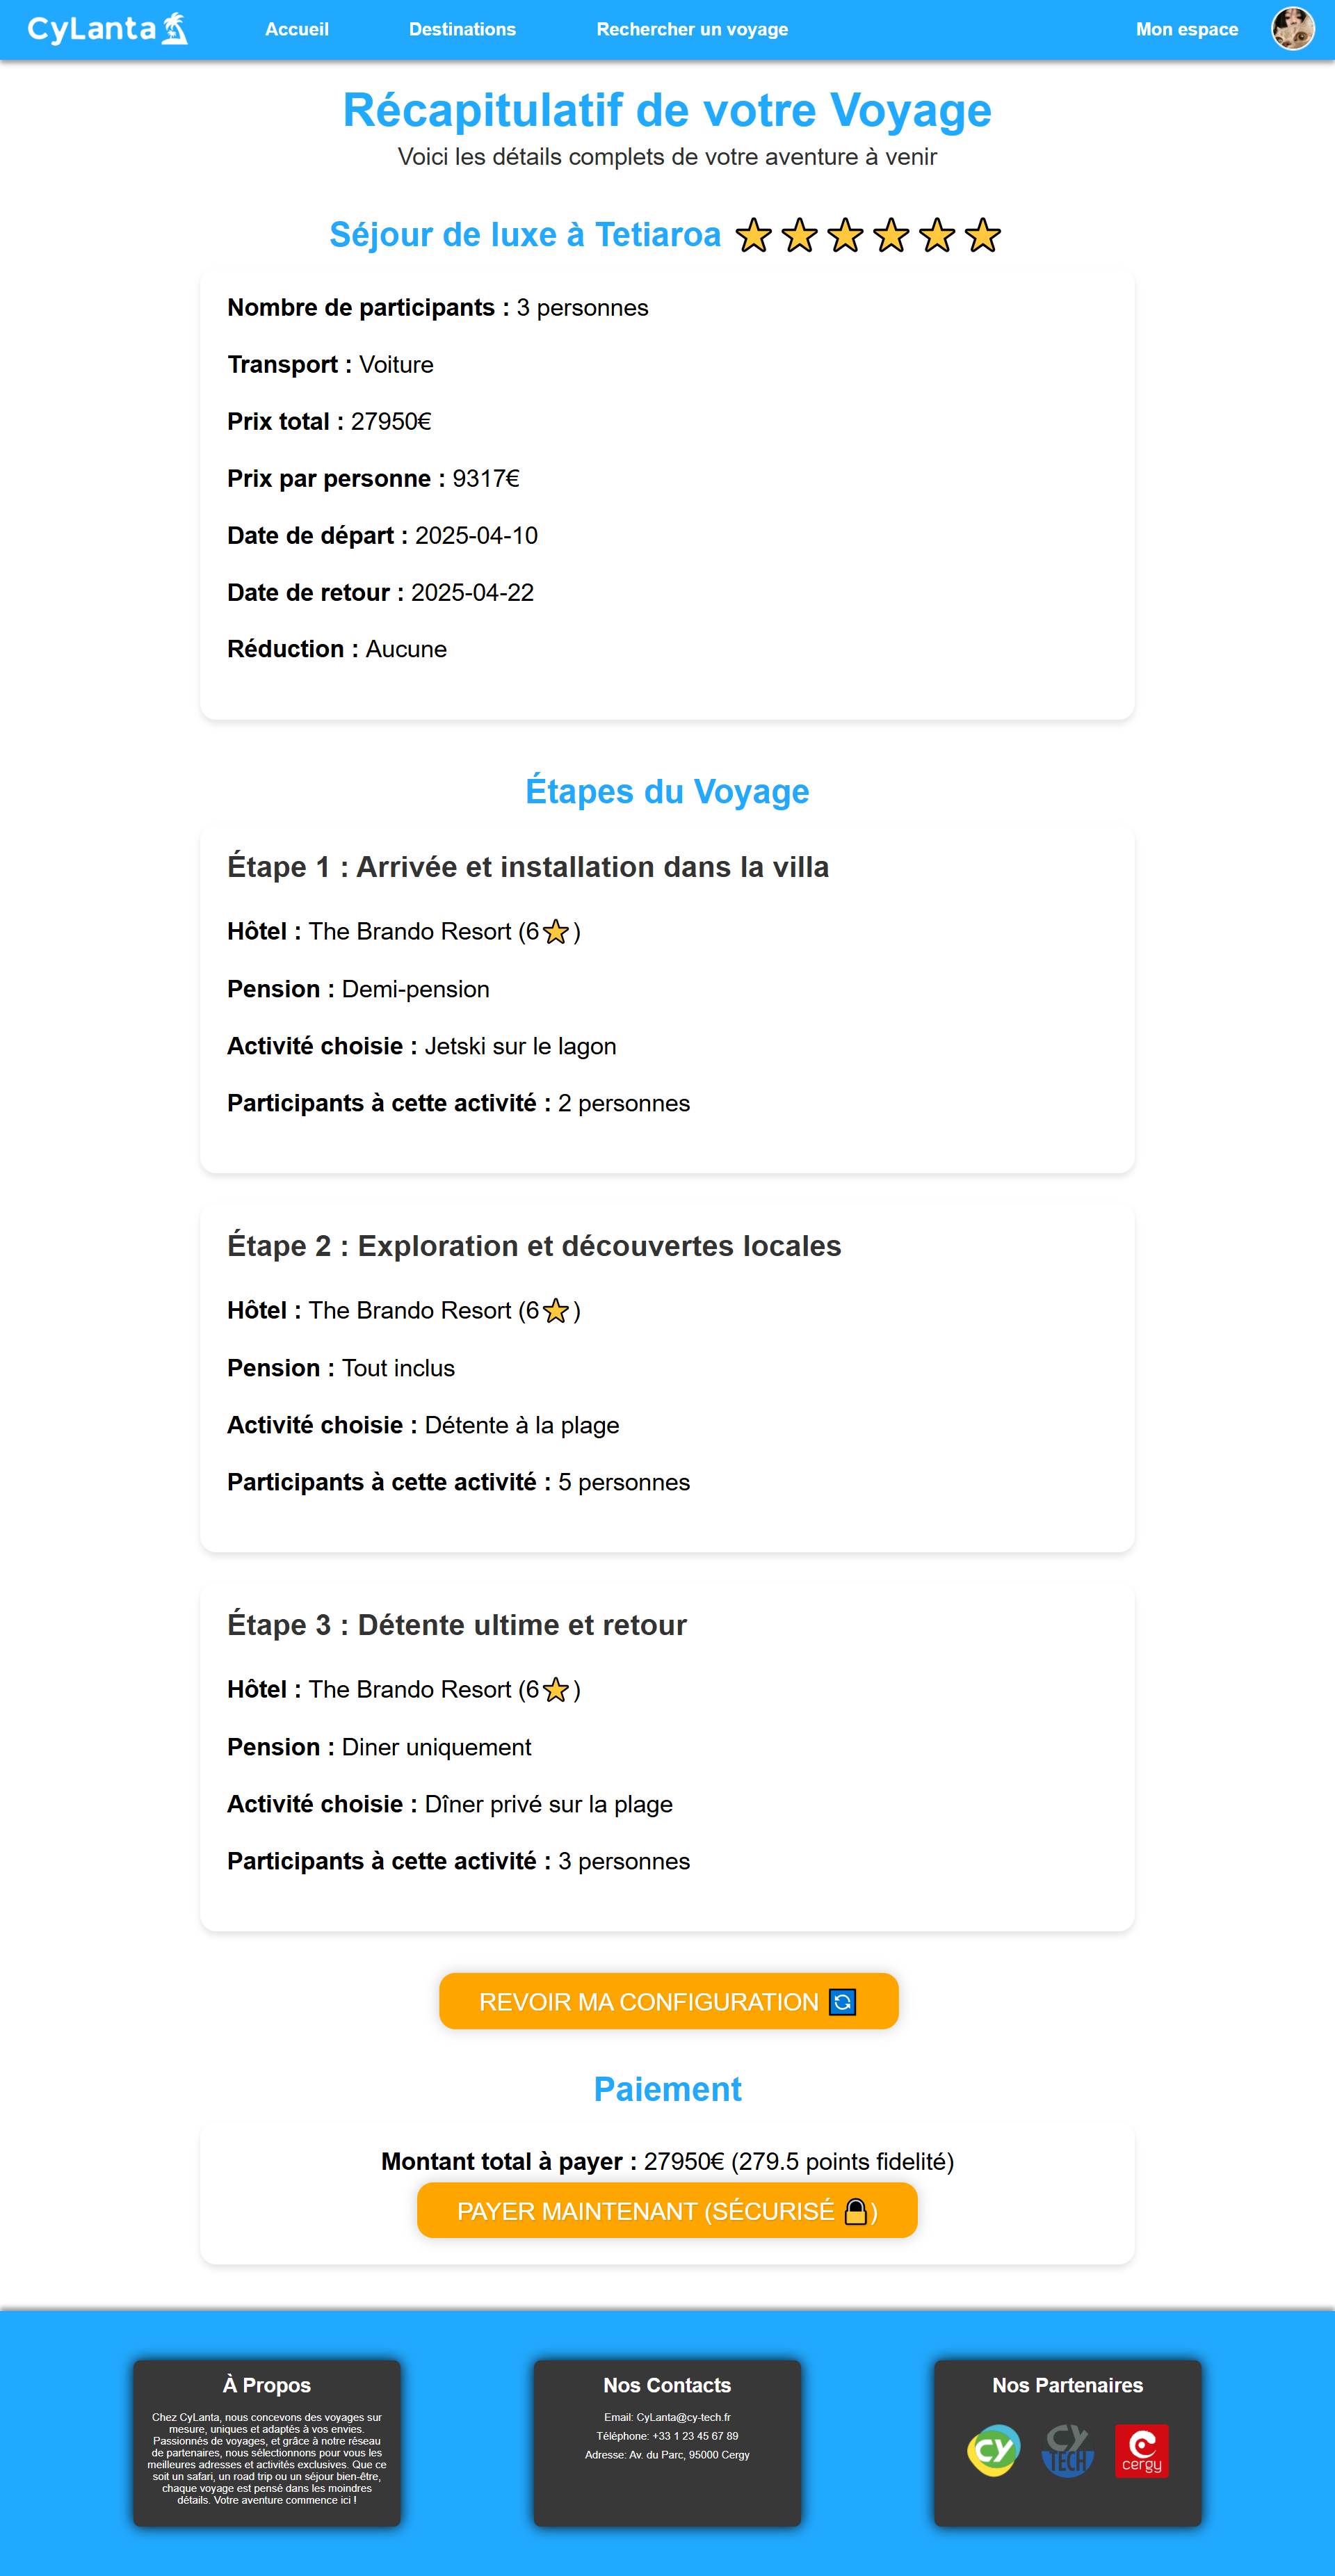 CyLanta
Accueil
Destinations
Rechercher un voyage
Mon espace
Récapitulatif de votre Voyage
Voici les détails complets de votre aventure à venir
Séjour de luxe à Tetiaroa ⭐⭐⭐⭐⭐⭐
Nombre de participants : 3 personnes
Transport : Voiture
Prix total : 27950€
Prix par personne : 9317€
Date de départ : 2025-04-10
Date de retour : 2025-04-22
Réduction : Aucune
Étapes du Voyage
Étape 1 : Arrivée et installation dans la villa
Hôtel : The Brando Resort (6⭐)
Pension : Demi-pension
Activité choisie : Jetski sur le lagon
Participants à cette activité : 2 personnes
Étape 2 : Exploration et découvertes locales
Hôtel : The Brando Resort (6⭐)
Pension : Tout inclus
Activité choisie : Détente à la plage
Participants à cette activité : 5 personnes
Étape 3 : Détente ultime et retour
Hôtel : The Brando Resort (6⭐)
Pension : Diner uniquement
Activité choisie : Dîner privé sur la plage
Participants à cette activité : 3 personnes
REVOIR MA CONFIGURATION 🔄
Paiement
Montant total à payer : 27950€ (279.5 points fidelité)
PAYER MAINTENANT (SÉCURISÉ 🔒)
À Propos
Chez CyLanta, nous concevons des voyages sur
mesure, uniques et adaptés à vos envies.
Passionnés de voyages, et grâce à notre réseau
de partenaires, nous sélectionnons pour vous les
meilleures adresses et activités exclusives. Que ce
soit un safari, un road trip ou un séjour bien-être,
chaque voyage est pensé dans les moindres
détails. Votre aventure commence ici !
Nos Contacts
Email: CyLanta@cy-tech.fr
Téléphone: +33 1 23 45 67 89
Adresse: Av. du Parc, 95000 Cergy
Nos Partenaires
CY
CY
TECH
cergy